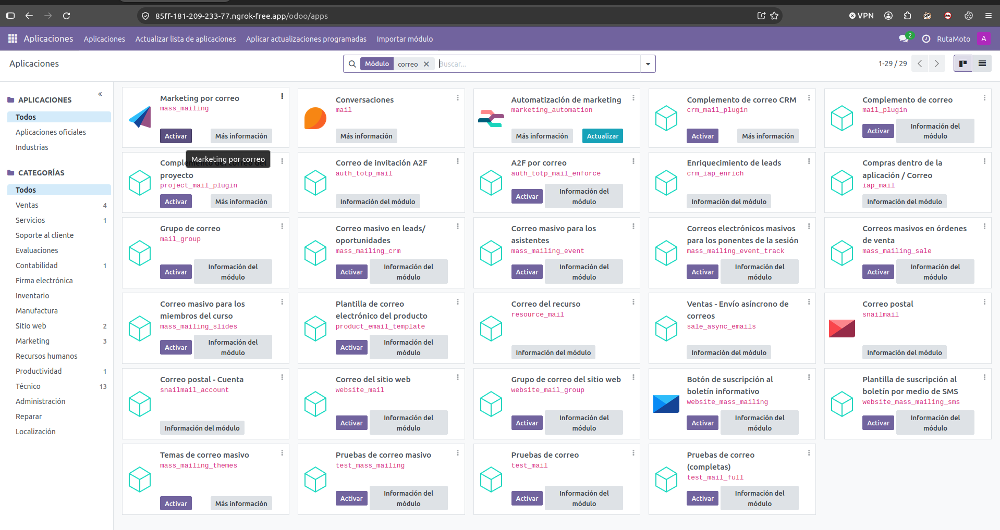 85ff-181-209-233-77.ngrok-free.app/odoo/apps
VPN
Aplicaciones
Aplicaciones
Actualizar lista de aplicaciones
Aplicar actualizaciones programadas
Importar módulo
2
RutaMoto
A
Aplicaciones
Módulo
correo
Buscar...
1-29 / 29
APLICACIONES
Todos
Aplicaciones oficiales
Industrias
CATEGORÍAS
Todos
Ventas 4
Servicios 1
Soporte al cliente
Evaluaciones
Contabilidad 1
Firma electrónica
Inventario
Manufactura
Sitio web 2
Marketing 3
Recursos humanos
Productividad 1
Técnico 13
Administración
Reparar
Localización
Marketing por correo
mass_mailing
Activar
Más información
Conversaciones
mail
Más información
Automatización de marketing
marketing_automation
Más información
Actualizar
Complemento de correo CRM
crm_mail_plugin
Activar
Más información
Complemento de correo
mail_plugin
Activar
Información del
módulo
Marketing por correo
proyecto
project_mail_plugin
Activar
Más información
Correo de invitación A2F
auth_totp_mail
Información del módulo
A2F por correo
auth_totp_mail_enforce
Activar
Información del
módulo
Enriquecimiento de leads
crm_iap_enrich
Información del módulo
Compras dentro de la
aplicación / Correo
iap_mail
Información del módulo
Grupo de correo
mail_group
Activar
Información del
módulo
Correo masivo en leads/
oportunidades
mass_mailing_crm
Activar
Información del
módulo
Correo masivo para los
asistentes
mass_mailing_event
Activar
Información del
módulo
Correos electrónicos masivos
para los ponentes de la sesión
mass_mailing_event_track
Activar
Información del
módulo
Correos masivos en órdenes
de venta
mass_mailing_sale
Activar
Información del
módulo
Correo masivo para los
miembros del curso
mass_mailing_slides
Activar
Información del
módulo
Plantilla de correo
electrónico del producto
product_email_template
Activar
Información del
módulo
Correo del recurso
resource_mail
Información del módulo
Ventas - Envío asíncrono de
correos
sale_async_emails
Información del módulo
Correo postal
snailmail
Información del módulo
Correo postal - Cuenta
snailmail_account
Información del módulo
Correo del sitio web
website_mail
Activar
Información del
módulo
Grupo de correo del sitio web
website_mail_group
Activar
Información del
módulo
Botón de suscripción al
boletín informativo
website_mass_mailing
Activar
Información del
módulo
Plantilla de suscripción al
boletín por medio de SMS
website_mass_mailing_sms
Activar
Información del
módulo
Temas de correo masivo
mass_mailing_themes
Activar
Más información
Pruebas de correo masivo
test_mass_mailing
Activar
Información del
módulo
Pruebas de correo
test_mail
Activar
Información del
módulo
Pruebas de correo
(completas)
test_mail_full
Activar
Información del
módulo